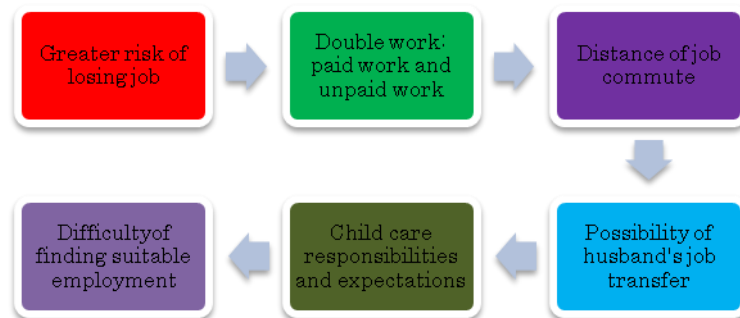 Greater risk of
losing job
Double work:
paid work and
unpaid work
Distance of job
commute
Possibility of
husband's job
transfer
Child care
responsibilities
and expectations
Difficultyof
finding suitable
employment